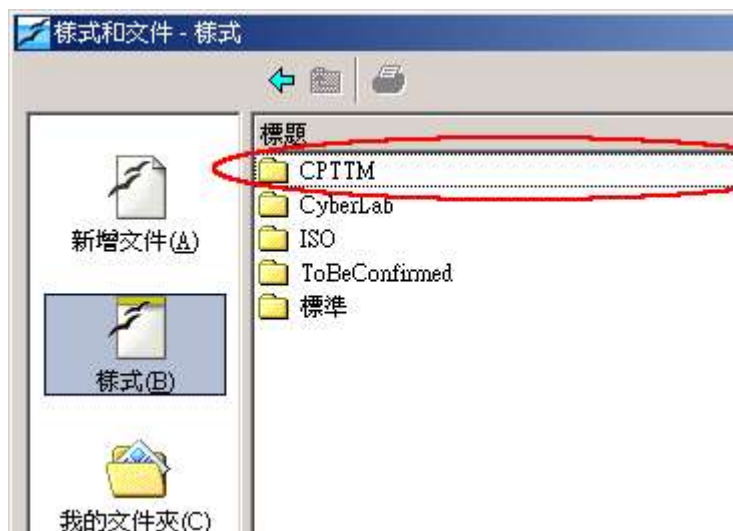 樣式和文件 - 樣式
標題
CPTTM
CyberLab
ISO
ToBeConfirmed
標準
新增文件(A)
樣式(B)
我的文件夾(C)